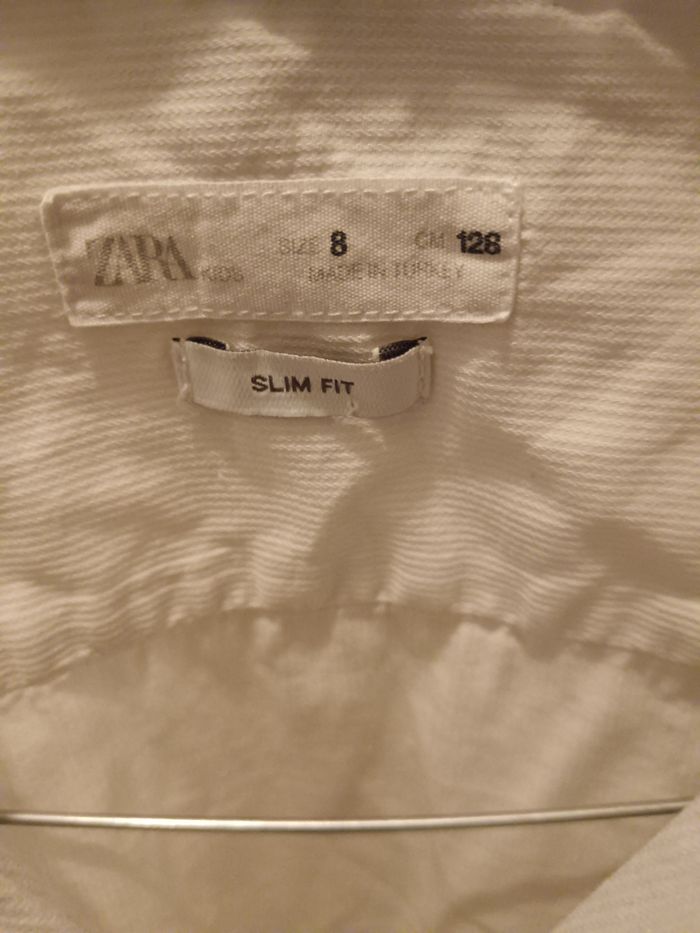 ZARA KIDS SIZE 8 CM 128
MADE IN TURKEY
SLIM FIT